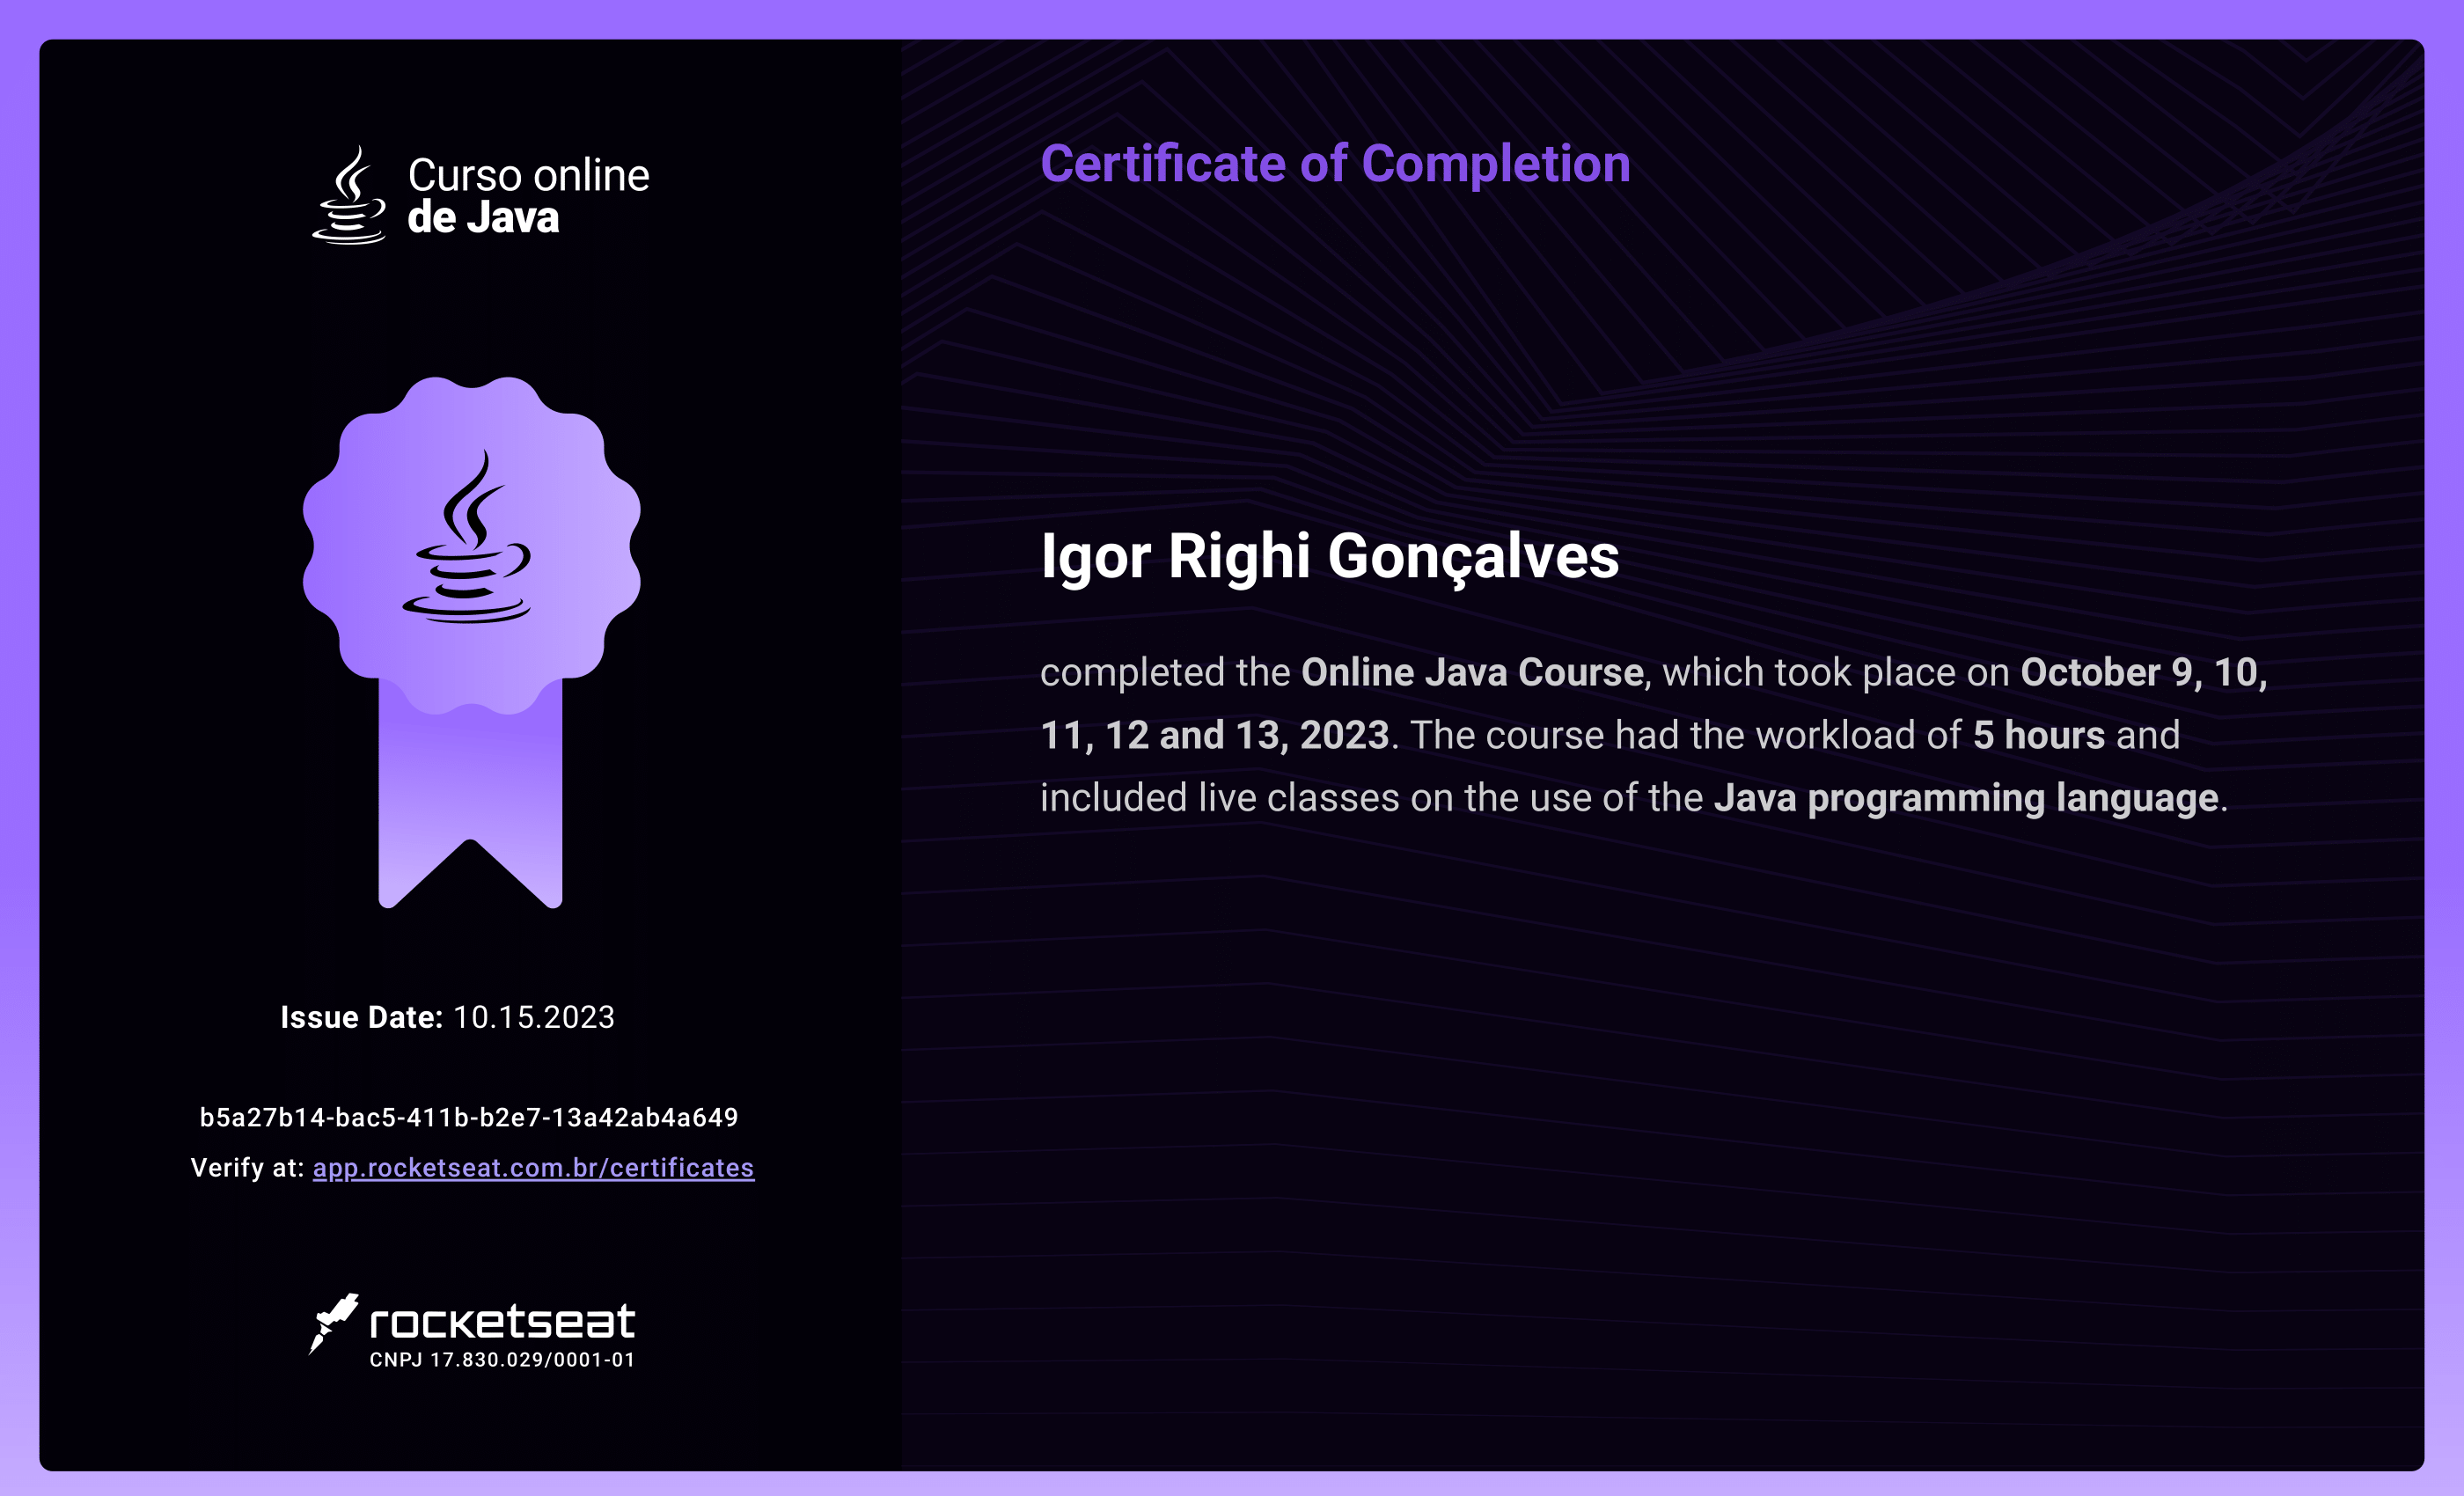 Curso online
de Java
Issue Date: 10.15.2023
b5a27b14-bac5-411b-b2e7-13a42ab4a649
Verify at: app.rocketseat.com.br/certificates
rocketseat
CNPJ 17.830.029/0001-01
Certificate of Completion
Igor Righi Gonçalves
completed the Online Java Course, which took place on October 9, 10,
11, 12 and 13, 2023. The course had the workload of 5 hours and
included live classes on the use of the Java programming language.